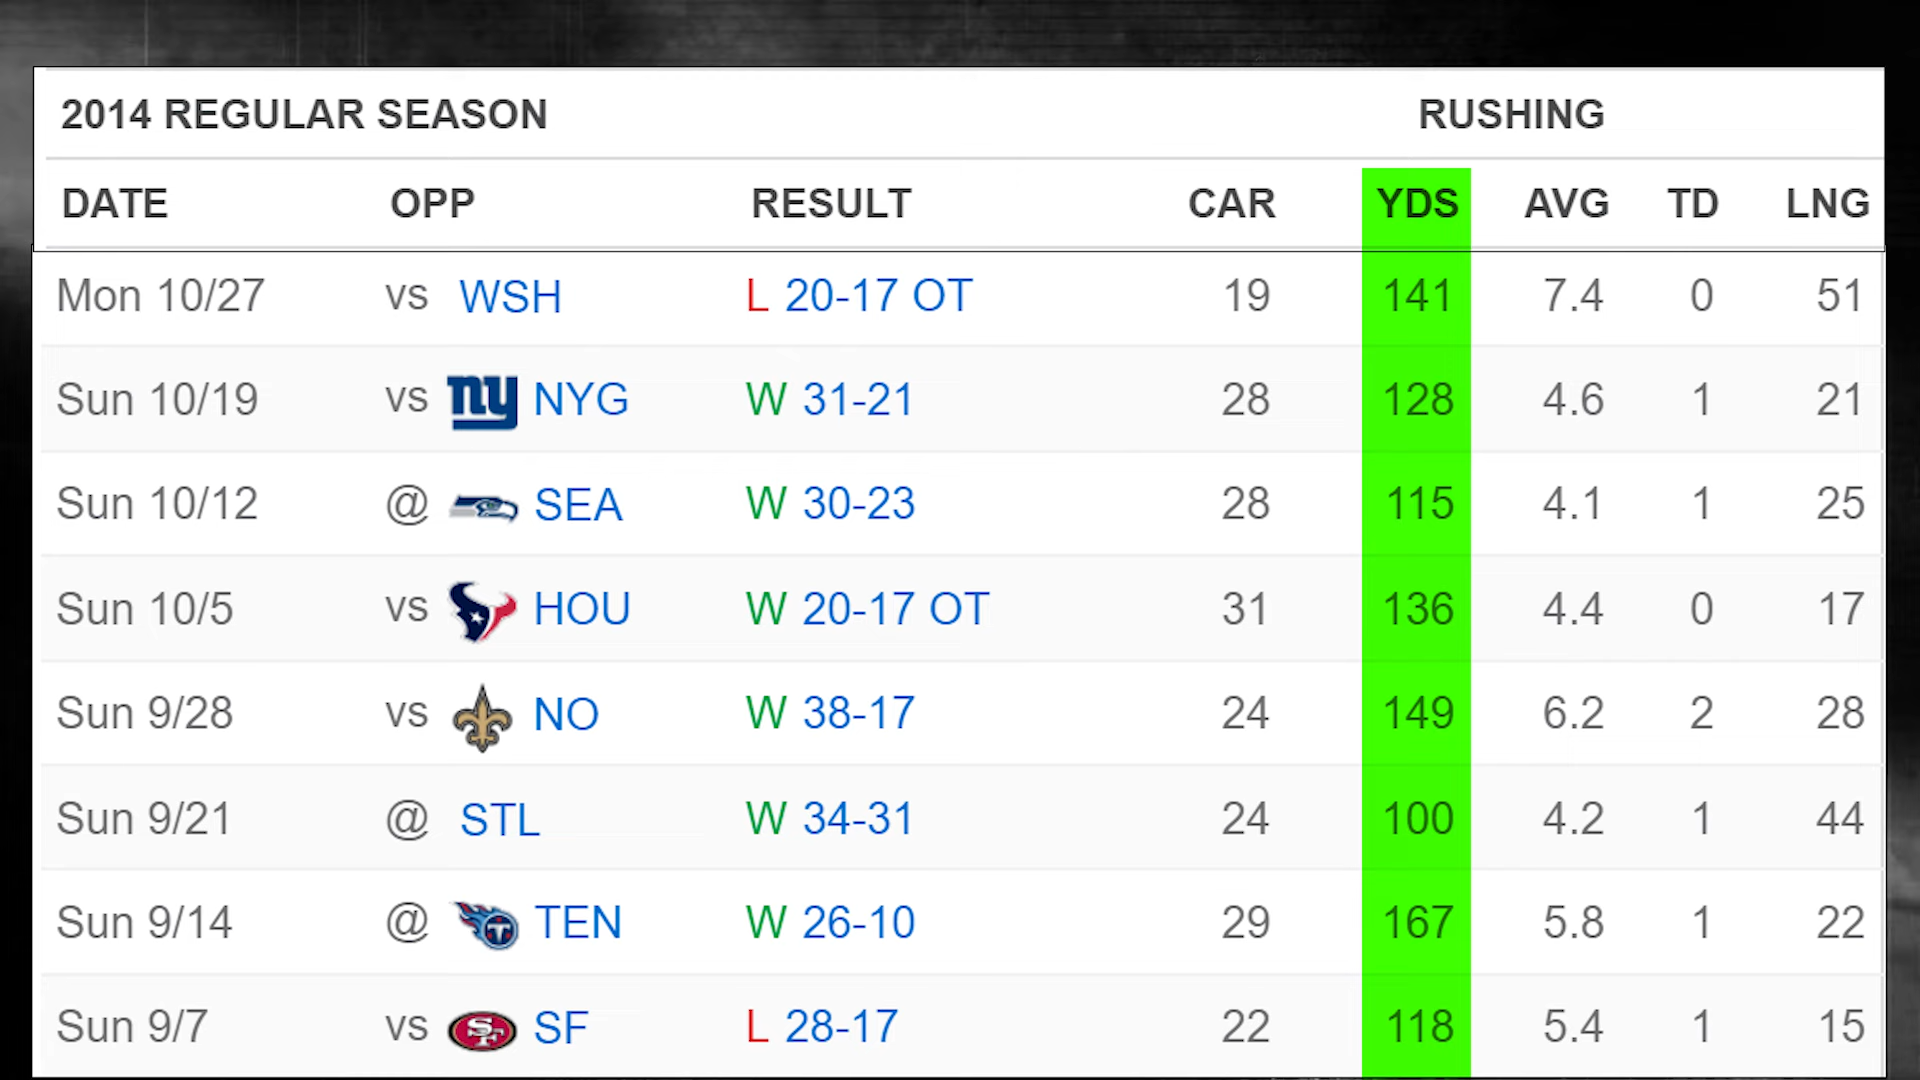 2014 REGULAR SEASON RUSHING
DATE OPP RESULT CAR YDS AVG TD LNG
Mon 10/27 vs WSH L 20-17 OT 19 141 7.4 0 51
Sun 10/19 vs ny NYG W 31-21 28 128 4.6 1 21
Sun 10/12 @ SEA W 30-23 28 115 4.1 1 25
Sun 10/5 vs HOU W 20-17 OT 31 136 4.4 0 17
Sun 9/28 vs NO W 38-17 24 149 6.2 2 28
Sun 9/21 @ STL W 34-31 24 100 4.2 1 44
Sun 9/14 @ T TEN W 26-10 29 167 5.8 1 22
Sun 9/7 vs SF SF L 28-17 22 118 5.4 1 15